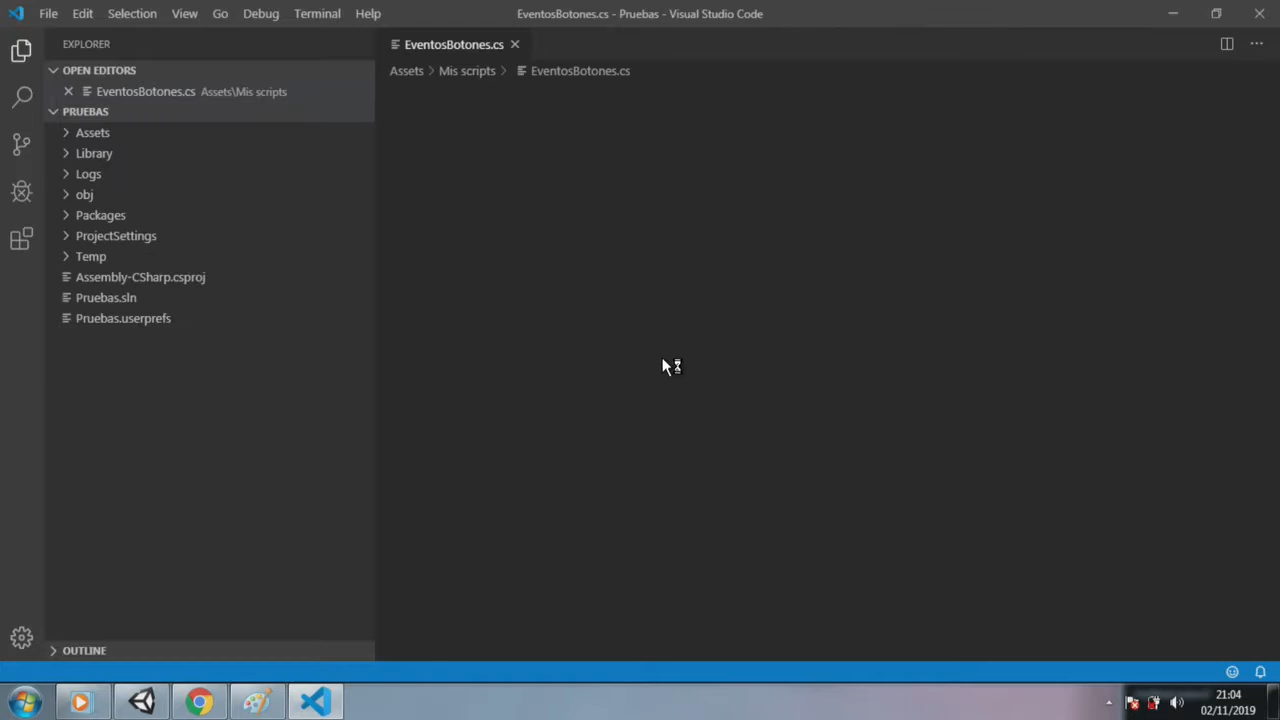 File Edit Selection View Go Debug Terminal Help
EventosBotones.cs - Pruebas - Visual Studio Code
EXPLORER
OPEN EDITORS
EventosBotones.cs Assets\Mis scripts
PRUEBAS
Assets
Library
Logs
obj
Packages
ProjectSettings
Temp
Assembly-CSharp.csproj
Pruebas.sln
Pruebas.userprefs
OUTLINE
EventosBotones.cs
Assets > Mis scripts > EventosBotones.cs
21:04
02/11/2019